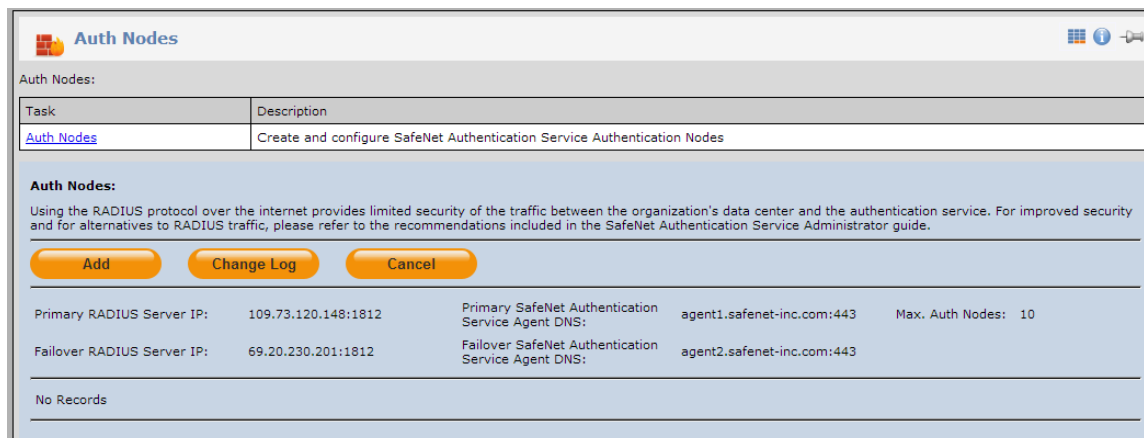 Auth Nodes
Auth Nodes:
Task Description
Auth Nodes Create and configure SafeNet Authentication Service Authentication Nodes
Auth Nodes:
Using the RADIUS protocol over the internet provides limited security of the traffic between the organization's data center and the authentication service. For improved security
and for alternatives to RADIUS traffic, please refer to the recommendations included in the SafeNet Authentication Service Administrator guide.
Add Change Log Cancel
Primary RADIUS Server IP: 109.73.120.148:1812 Primary SafeNet Authentication Service Agent DNS: agent1.safenet-inc.com:443 Max. Auth Nodes: 10
Failover RADIUS Server IP: 69.20.230.201:1812 Failover SafeNet Authentication Service Agent DNS: agent2.safenet-inc.com:443
No Records